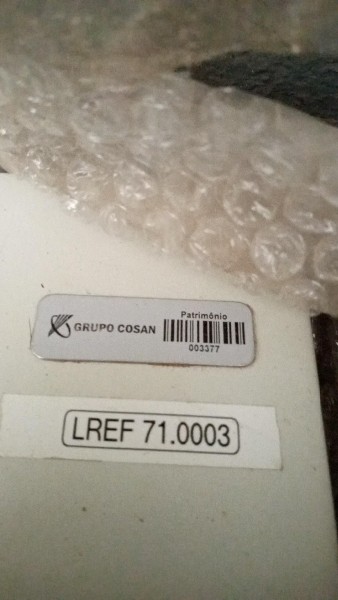 Patrimônio
GRUPO COSAN
003377
LREF 71.0003